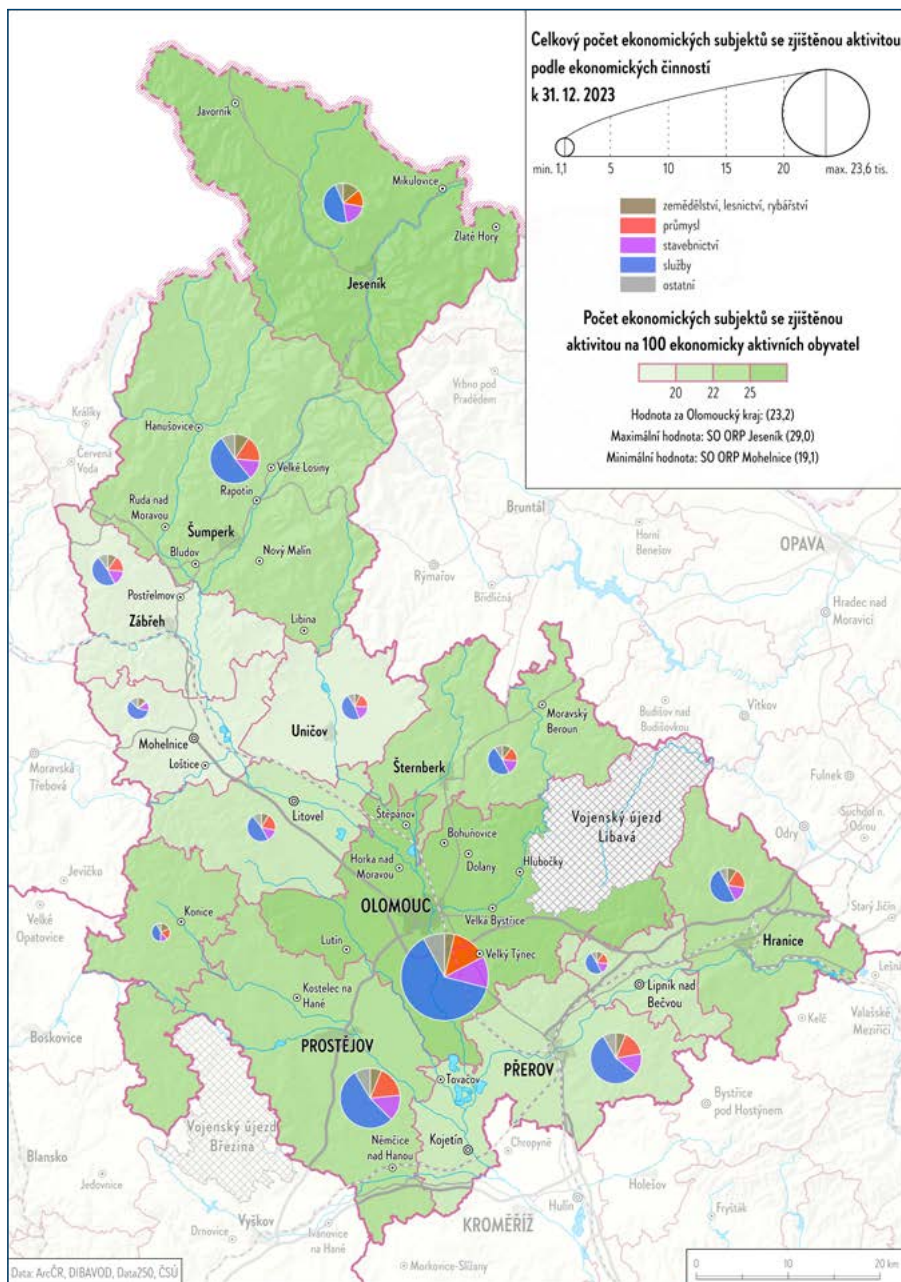 Celkový počet ekonomických subjektů se zjištěnou aktivitou
podle ekonomických činností
k 31. 12. 2023
min. 1,1
5
10
15
20
max. 23,6 tis.
zemědělství, lesnictví, rybářství
průmysl
stavebnictví
služby
ostatní
Počet ekonomických subjektů se zjištěnou
aktivitou na 100 ekonomicky aktivních obyvatel
20
22
25
Hodnota za Olomoucký kraj: (23,2)
Maximální hodnota: SO ORP Jeseník (29,0)
Minimální hodnota: SO ORP Mohelnice (19,1)
Javorník
Mikulovice
Zlaté Hory
Jeseník
Vrbno pod
Pradědem
Králíky
Hanušovice
Červená
Voda
Velké Losiny
Rapotín
Ruda nad
Moravou
Šumperk
Bruntál
Horní
Benešov
OPAVA
Bludov
Nový Malín
Rýmařov
Břidličná
Postřelmov
Zábřeh
Libina
Hradec nad
Moravicí
Uničov
Moravský
Beroun
Budišov nad
Budišovkou
Vítkov
Mohelnice
Loštice
Moravská
Třebová
Šternberk
Fulnek
Litovel
Štěpánov
Vojenský újezd
Libavá
Suchdol n.
Odrou
Bohuňovice
Odry
Dolany
Hlubočky
Horka nad
Moravou
Jevíčko
Velké
Opatovice
Konice
OLOMOUC
Velká Bystřice
Starý Jičín
Lutín
Velký Týnec
Hranice
Lešná
Kostelec na
Hané
Lipník nad
Bečvou
Kelč
Valašské
Meziříčí
Boskovice
PROSTĚJOV
PŘEROV
Tovačov
Bystřice
pod Hostýnem
Vojenský újezd
Březina
Němčice
nad Hanou
Kojetín
Chropyně
Blansko
Jedovnice
Holešov
Hulín
Vyškov
Drnovice
Ivanovice
na Hané
KROMĚŘÍŽ
Fryšták
Morkovice-Slížany
Data: ArcČR, DIBAVOD, Data250, ČSÚ
0
10
20 km